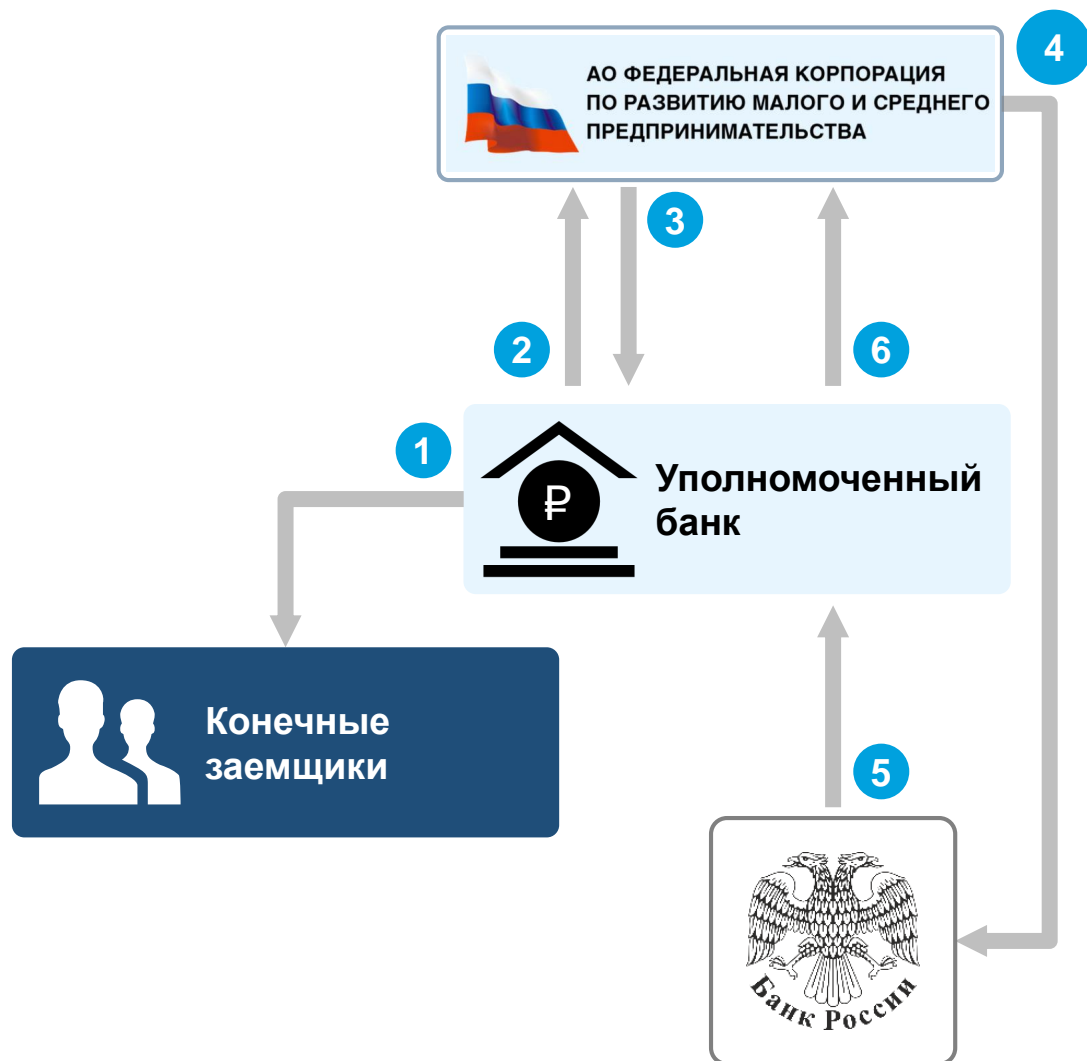 4
АО ФЕДЕРАЛЬНАЯ КОРПОРАЦИЯ
ПО РАЗВИТИЮ МАЛОГО И СРЕДНЕГО
ПРЕДПРИНИМАТЕЛЬСТВА
3
2
6
1
₽
Уполномоченный
банк
Конечные
заемщики
5
Банк России